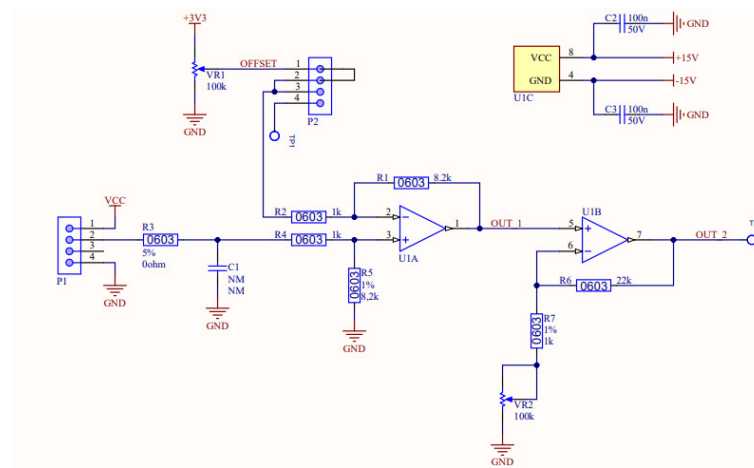 +3V3
VR1
100k
GND
OFFSET
1
2
3
4
P2
TP1
C2
100n
50V
GND
VCC
GND
8
4
+15V
-15V
U1C
C3
100n
50V
GND
R1
0603
8.2k
R2
0603
1k
2
3
1
U1A
OUT_1
VCC
1
2
3
4
P1
GND
R3
0603
5%
0ohm
C1
NM
NM
GND
R4
0603
1k
R5
0603
1%
8,2k
GND
U1B
5
6
7
OUT_2
T
R6
0603
22k
R7
0603
1%
1k
VR2
100k
GND